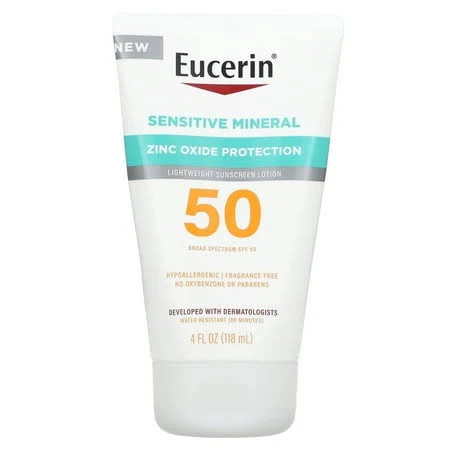 NEW
Eucerin®
SENSITIVE MINERAL
ZINC OXIDE PROTECTION
LIGHTWEIGHT SUNSCREEN LOTION
50
BROAD SPECTRUM SPF 50
HYPOALLERGENIC | FRAGRANCE FREE
NO OXYBENZONE OR PARABENS
DEVELOPED WITH DERMATOLOGISTS
WATER RESISTANT (80 MINUTES)
4 FL OZ (118 mL)